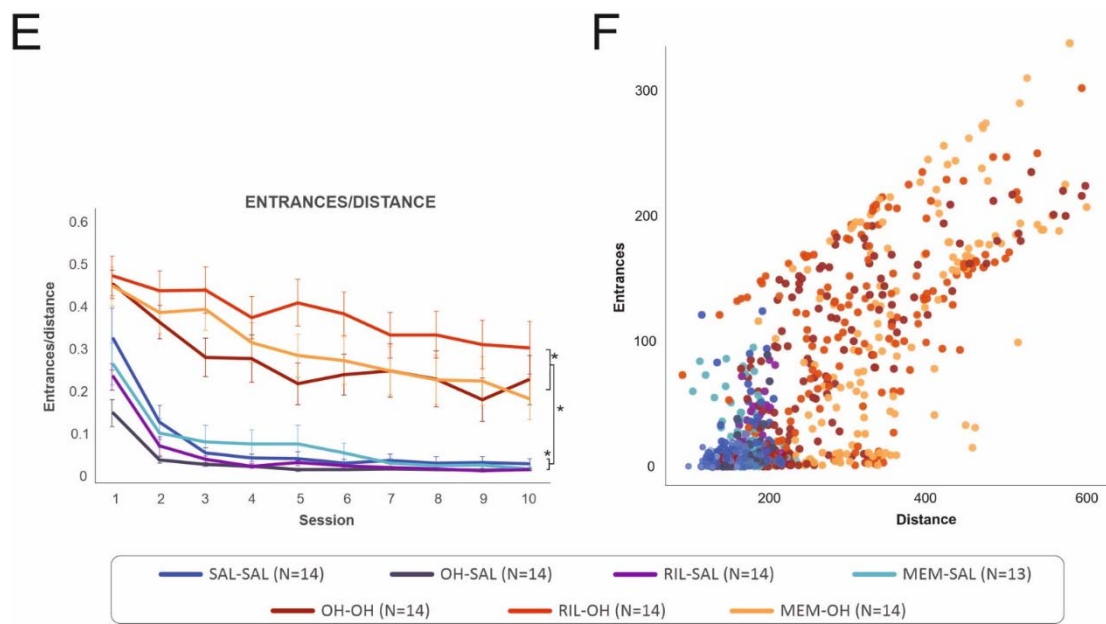 E
F
ENTRANCES/DISTANCE
Entrances/distance
0.6
0.5
0.4
0.3
0.2
0.1
0
*
*
*
1 2 3 4 5 6 7 8 9 10
Session
Entrances
300
200
100
0
200 400 600
Distance
SAL-SAL (N=14) OH-SAL (N=14) RIL-SAL (N=14) MEM-SAL (N=13)
OH-OH (N=14) RIL-OH (N=14) MEM-OH (N=14)